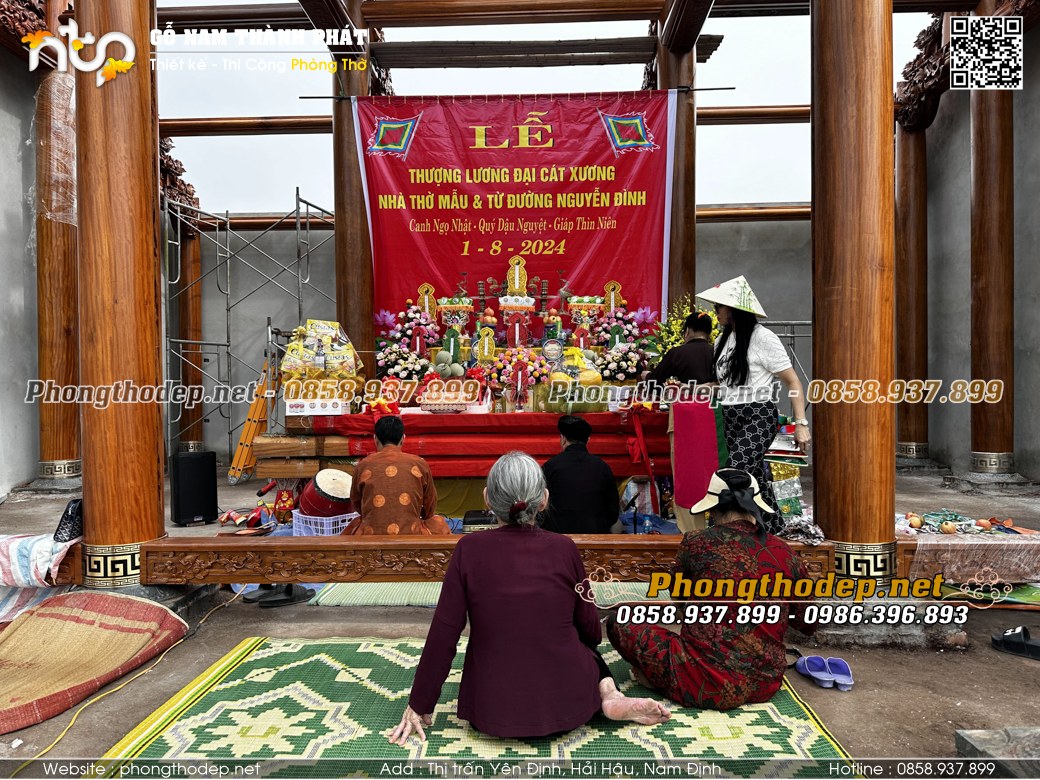 ntp
GỖ NAM THÀNH PHÁT
Thiết kế - Thi Công Phòng Thờ
LỄ
THƯỢNG LƯƠNG ĐẠI CÁT XƯƠNG
NHÀ THỜ MẪU & TỪ ĐƯỜNG NGUYỄN ĐÌNH
Canh Ngọ Nhật - Quý Dậu Nguyệt - Giáp Thìn Niên
1 - 8 - 2024
Phongthodep.net - 0858.937.899
Phongthodep.net - 0858.937.899
Phongthodep.net
0858.937.899 - 0986.396.893
Website : phongthodep.net
Add : Thị trấn Yên Định, Hải Hậu, Nam Định
Hotline : 0858.937.899